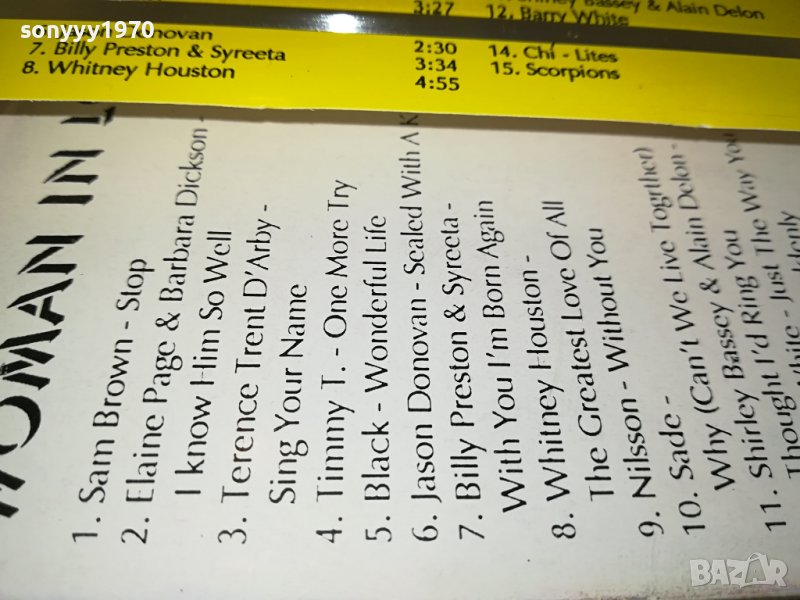 sonyyy1970
Donovan
7. Billy Preston & Syreeta
8. Whitney Houston
3:27
2:30
3:34
4:55
Bassey & Alain Delon
12. Barry White
14. Chi - Lites
15. Scorpions
WOMAN IN
1. Sam Brown - Stop
2. Elaine Page & Barbara Dickson -
I know Him So Well
3. Terence Trent D'Arby -
Sing Your Name
4. Timmy T. - One More Try
5. Black - Wonderful Life
6. Jason Donovan - Sealed With A K
7. Billy Preston & Syreeta -
With You I'm Born Again
8. Whitney Houston -
The Greatest Love Of All
9. Nilsson - Without You
10. Sade -
Why (Can't We Live Togrther)
11. Shirley Bassey & Alain Delon -
Thought I'd Ring You
White - Just The Way You
BAZAR